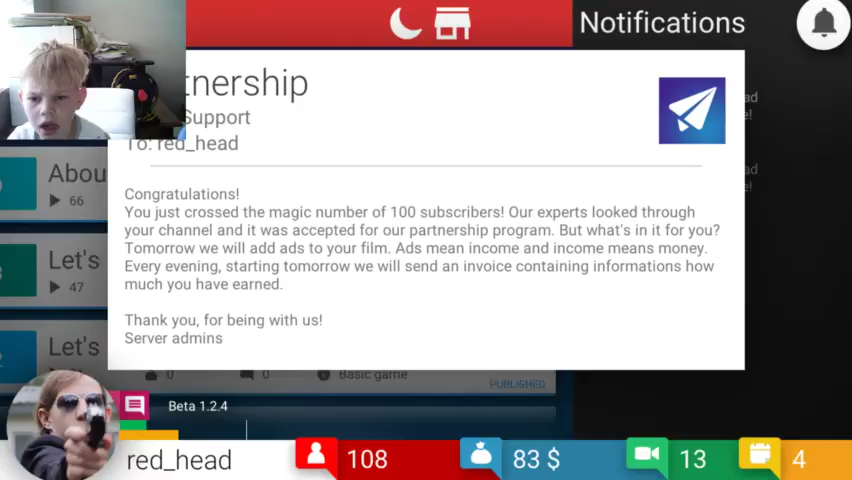 Notifications
tnership
Support
To: red_head
Congratulations!
You just crossed the magic number of 100 subscribers! Our experts looked through
your channel and it was accepted for our partnership program. But what's in it for you?
Tomorrow we will add ads to your film. Ads mean income and income means money.
Every evening, starting tomorrow we will send an invoice containing informations how
much you have earned.
Thank you, for being with us!
Server admins
Abou
66
Let's
47
Let's
0
0
Basic game
PUBLISHED
ad
e!
ad
e!
Beta 1.2.4
red_head
108
83 $
13
4